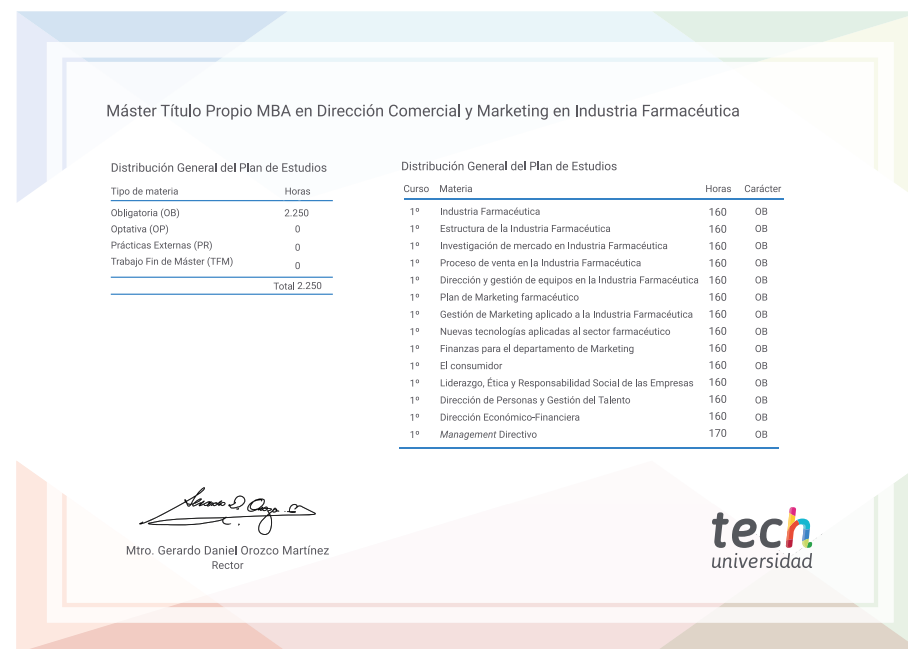 Máster Título Propio MBA en Dirección Comercial y Marketing en Industria Farmacéutica
Distribución General del Plan de Estudios
Tipo de materia Horas
Obligatoria (OB) 2.250
Optativa (OP) 0
Prácticas Externas (PR) 0
Trabajo Fin de Máster (TFM) 0
Total 2.250
Distribución General del Plan de Estudios
Curso Materia Horas Carácter
1º Industria Farmacéutica 160 OB
1º Estructura de la Industria Farmacéutica 160 OB
1º Investigación de mercado en Industria Farmacéutica 160 OB
1º Proceso de venta en la Industria Farmacéutica 160 OB
1º Dirección y gestión de equipos en la Industria Farmacéutica 160 OB
1º Plan de Marketing farmacéutico 160 OB
1º Gestión de Marketing aplicado a la Industria Farmacéutica 160 OB
1º Nuevas tecnologías aplicadas al sector farmacéutico 160 OB
1º Finanzas para el departamento de Marketing 160 OB
1º El consumidor 160 OB
1º Liderazgo, Ética y Responsabilidad Social de las Empresas 160 OB
1º Dirección de Personas y Gestión del Talento 160 OB
1º Dirección Económico-Financiera 160 OB
1º Management Directivo 170 OB
Mtro. Gerardo Daniel Orozco Martínez
Rector
tech
universidad